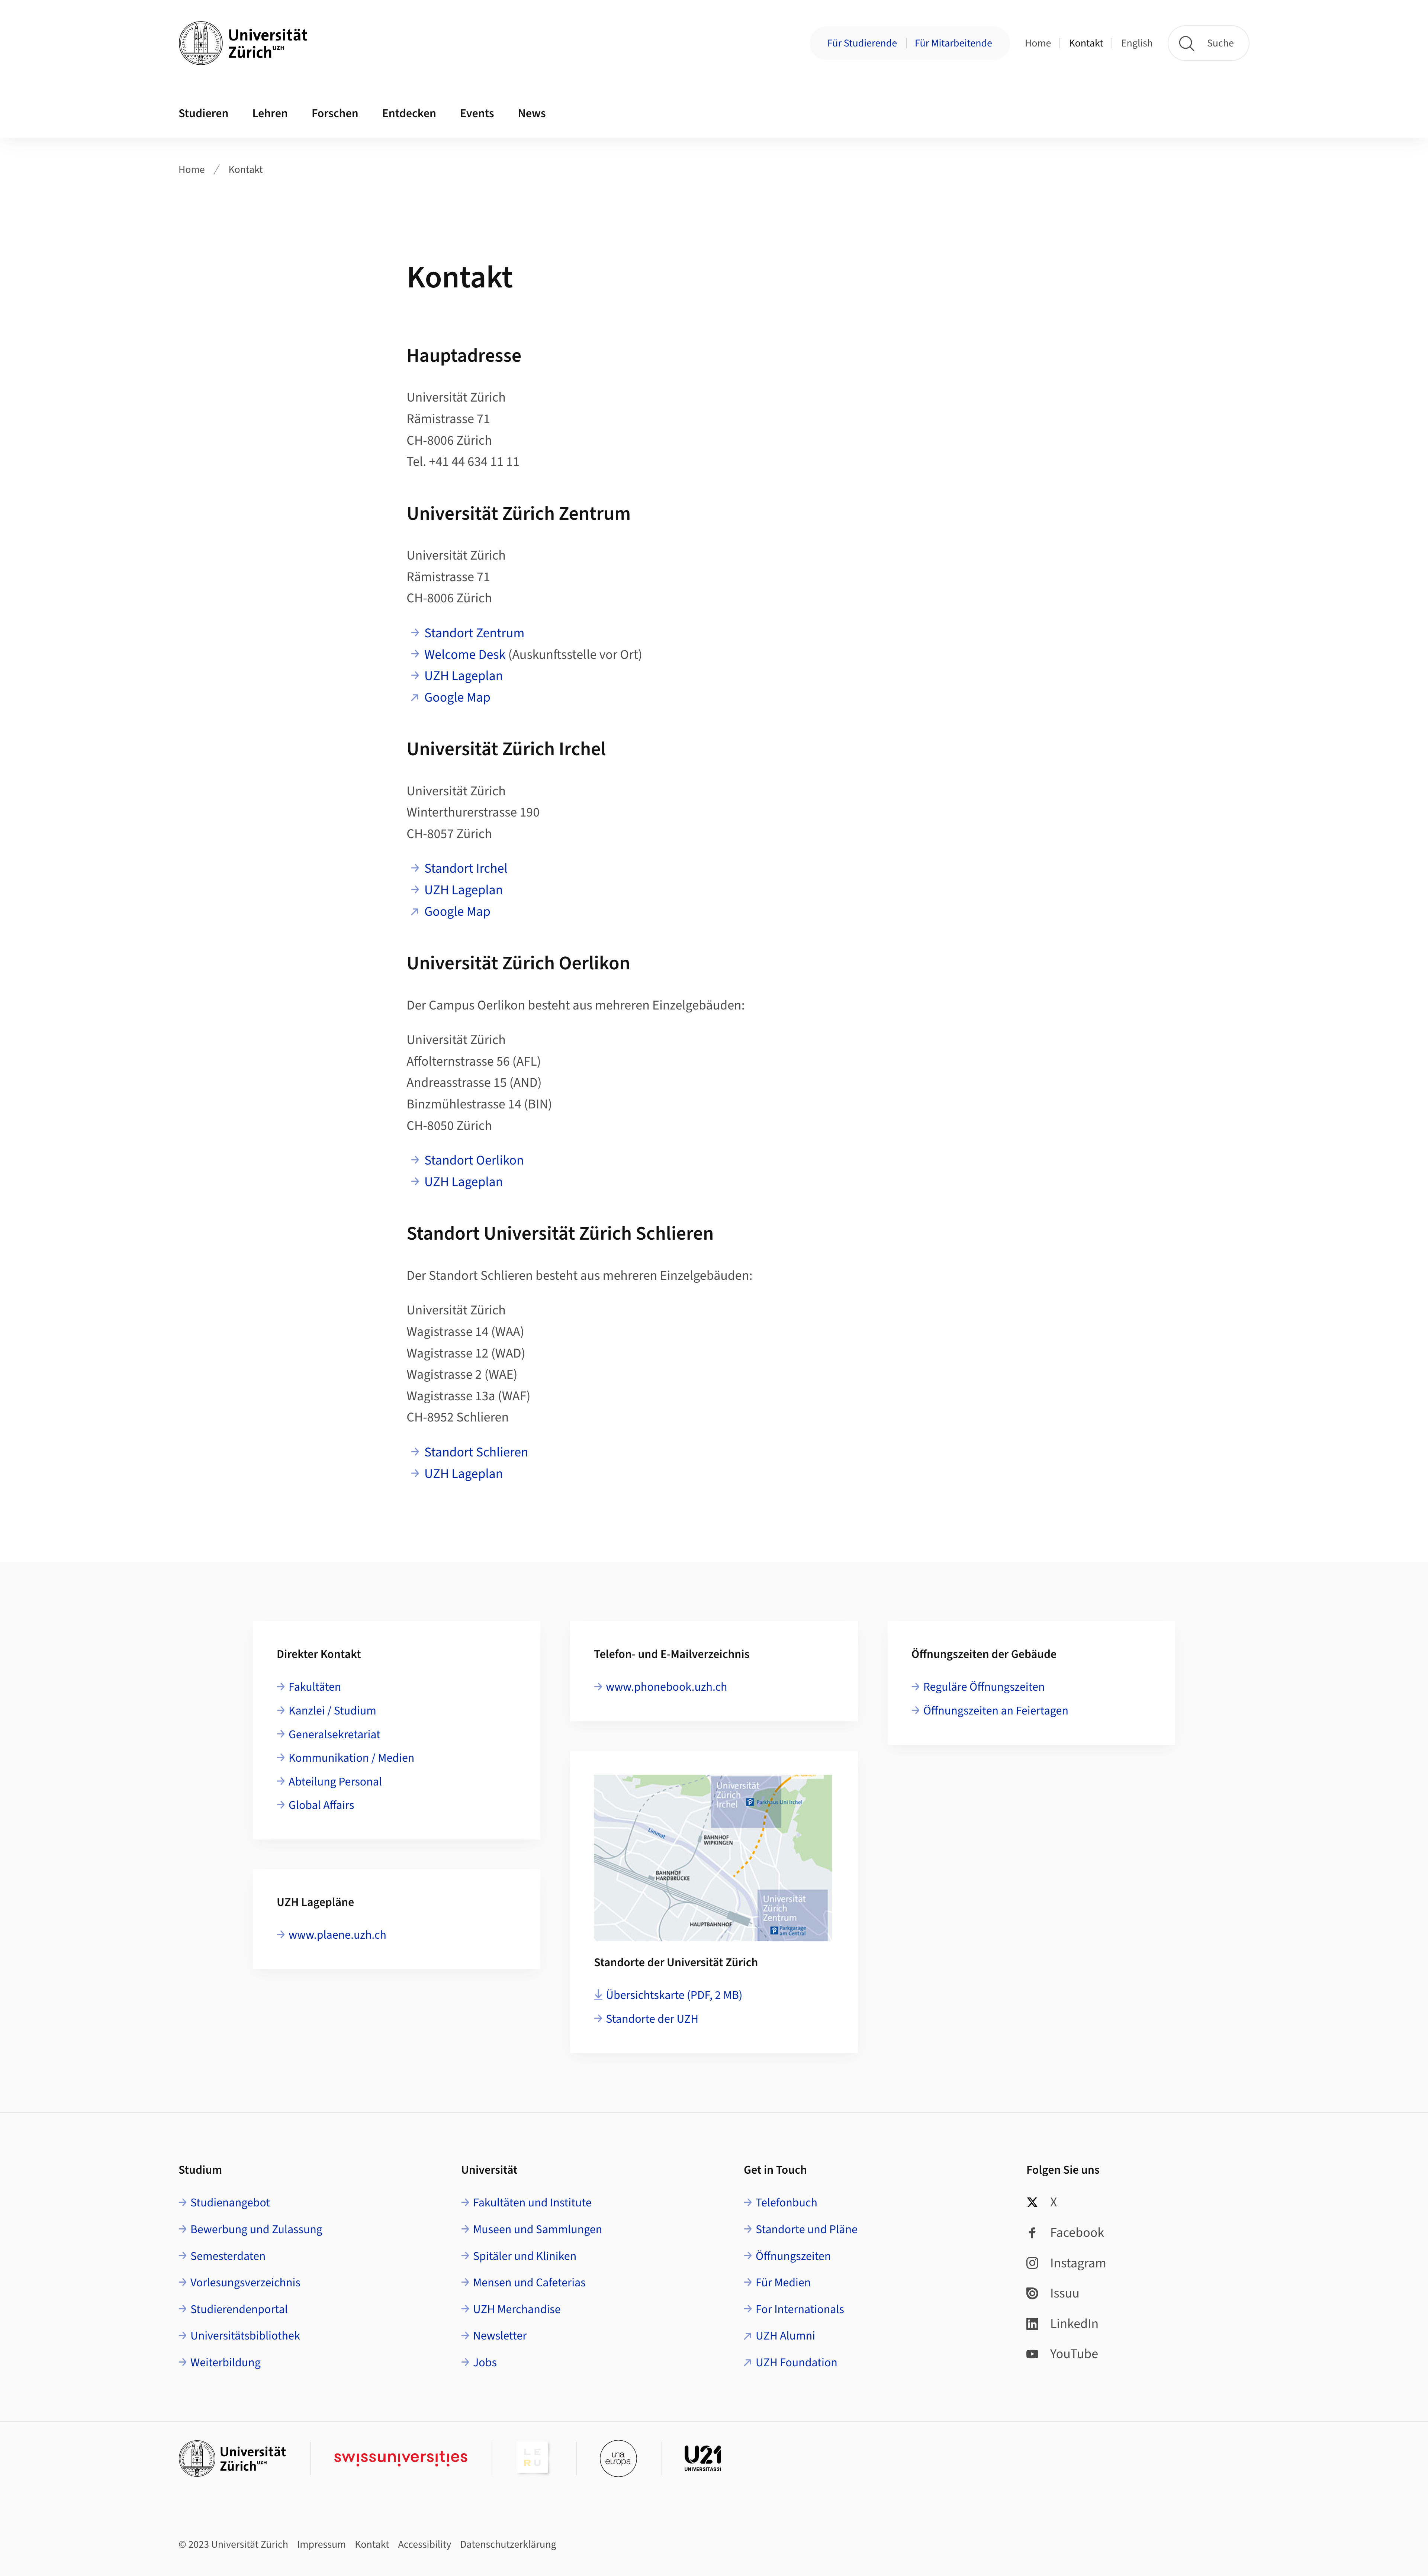 Universität
Zürich UZH
Für Studierende | Für Mitarbeitende
Home | Kontakt | English
Suche
Studieren Lehren Forschen Entdecken Events News
Home / Kontakt
Kontakt
Hauptadresse
Universität Zürich
Rämistrasse 71
CH-8006 Zürich
Tel. +41 44 634 11 11
Universität Zürich Zentrum
Universität Zürich
Rämistrasse 71
CH-8006 Zürich
Standort Zentrum
Welcome Desk (Auskunftsstelle vor Ort)
UZH Lageplan
Google Map
Universität Zürich Irchel
Universität Zürich
Winterthurerstrasse 190
CH-8057 Zürich
Standort Irchel
UZH Lageplan
Google Map
Universität Zürich Oerlikon
Der Campus Oerlikon besteht aus mehreren Einzelgebäuden:
Universität Zürich
Affolternstrasse 56 (AFL)
Andreasstrasse 15 (AND)
Binzmühlestrasse 14 (BIN)
CH-8050 Zürich
Standort Oerlikon
UZH Lageplan
Standort Universität Zürich Schlieren
Der Standort Schlieren besteht aus mehreren Einzelgebäuden:
Universität Zürich
Wagistrasse 14 (WAA)
Wagistrasse 12 (WAD)
Wagistrasse 2 (WAE)
Wagistrasse 13a (WAF)
CH-8952 Schlieren
Standort Schlieren
UZH Lageplan
Direkter Kontakt
Fakultäten
Kanzlei / Studium
Generalsekretariat
Kommunikation / Medien
Abteilung Personal
Global Affairs
UZH Lagepläne
www.plaene.uzh.ch
Telefon- und E-Mailverzeichnis
www.phonebook.uzh.ch
Universität
Zürich
Irchel
Parkhaus Uni Irchel
Limmat
BAHNHOF
WIPKINGEN
BAHNHOF
HARDBRÜCKE
HAUPTBAHNHOF
Universität
Zürich
Zentrum
Parkgarage
am Central
Standorte der Universität Zürich
Übersichtskarte (PDF, 2 MB)
Standorte der UZH
Öffnungszeiten der Gebäude
Reguläre Öffnungszeiten
Öffnungszeiten an Feiertagen
Studium
Studienangebot
Bewerbung und Zulassung
Semesterdaten
Vorlesungsverzeichnis
Studierendenportal
Universitätsbibliothek
Weiterbildung
Universität
Fakultäten und Institute
Museen und Sammlungen
Spitäler und Kliniken
Mensen und Cafeterias
UZH Merchandise
Newsletter
Jobs
Get in Touch
Telefonbuch
Standorte und Pläne
Öffnungszeiten
Für Medien
For Internationals
UZH Alumni
UZH Foundation
Folgen Sie uns
X
Facebook
Instagram
Issuu
LinkedIn
YouTube
Universität
Zürich UZH
swissuniversities
LE
RU
una
europa
U21
UNIVERSITAS 21
© 2023 Universität Zürich Impressum Kontakt Accessibility Datenschutzerklärung